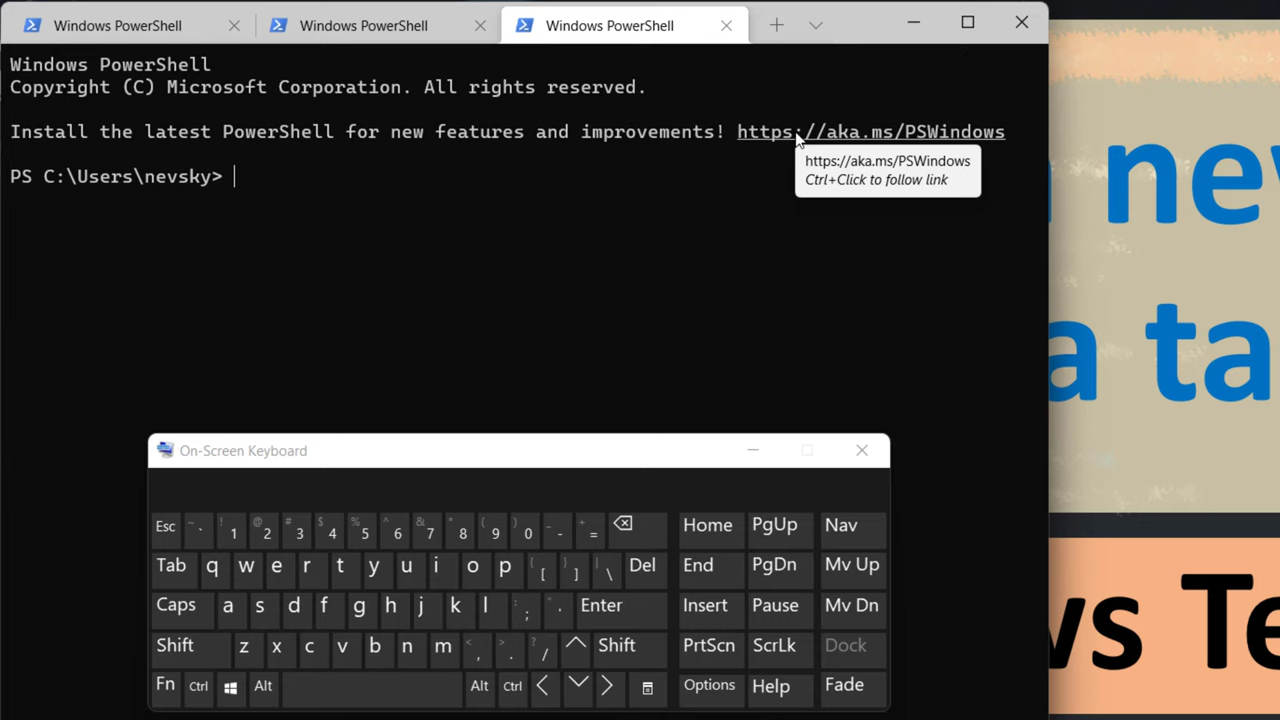 Windows PowerShell
Windows PowerShell
Windows PowerShell
Windows PowerShell
Copyright (C) Microsoft Corporation. All rights reserved.
Install the latest PowerShell for new features and improvements! https://aka.ms/PSWindows
https://aka.ms/PSWindows
Ctrl+Click to follow link
PS C:\Users\nevsky>
new
a ta
ws Te
On-Screen Keyboard
Esc ~ ` ! 1 @ 2 # 3 $ 4 % 5 ^ 6 & 7 * 8 ( 9 ) 0 _ - + = Home PgUp Nav
Tab q w e r t y u i o p { [ } ] | \ Del End PgDn Mv Up
Caps a s d f g h j k l : ; " ' Enter Insert Pause Mv Dn
Shift z x c v b n m < , > . ? / Shift PrtScn ScrLk Dock
Fn Ctrl Alt Alt Ctrl Options Help Fade